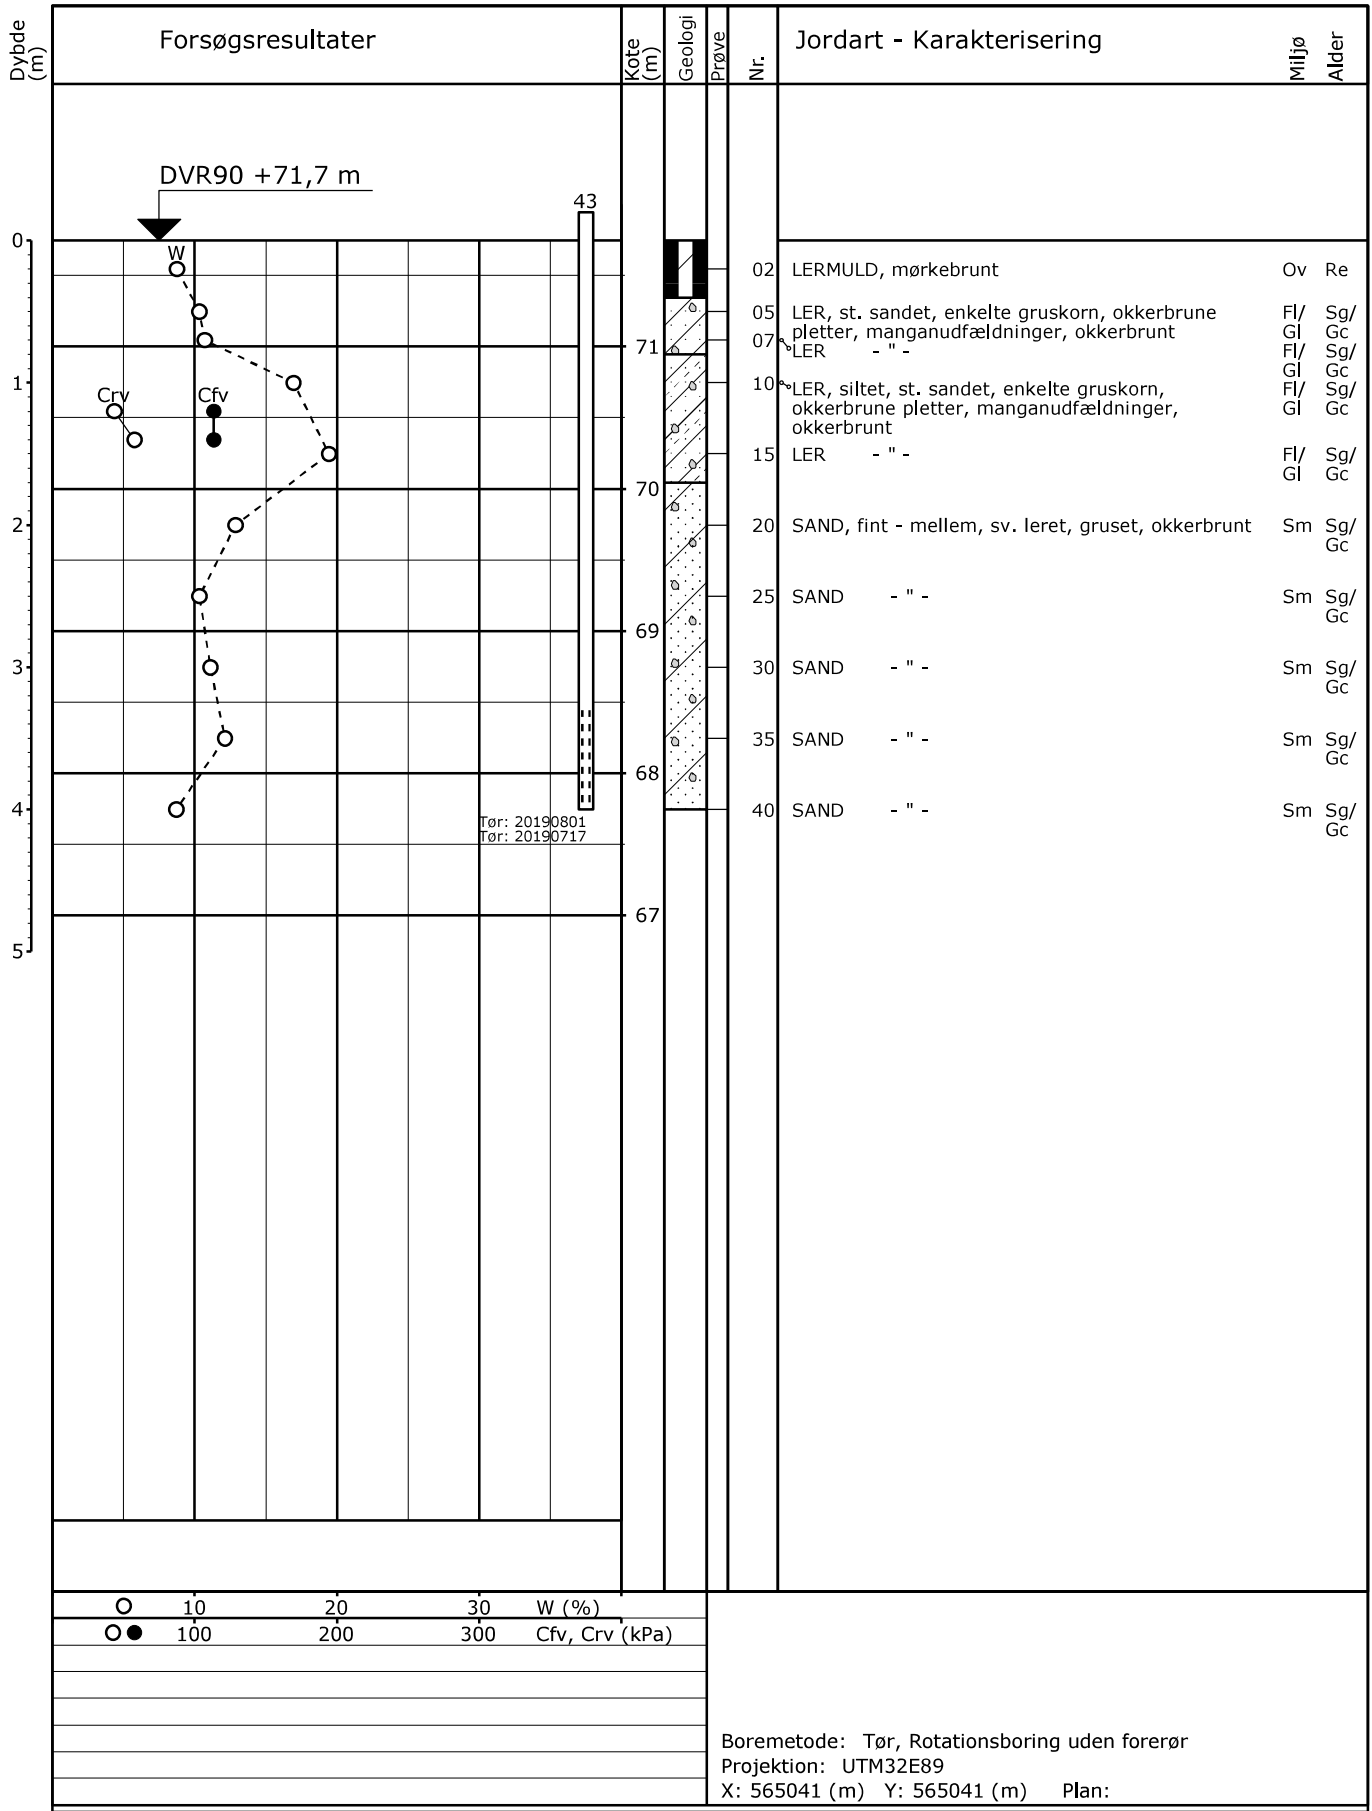 Dybde (m)
Forsøgsresultater
Kote (m)
Geologi
Prøve
Nr.
Jordart - Karakterisering
Miljø
Alder
DVR90 +71,7 m
43
0
W
02 LERMULD, mørkebrunt Ov Re
05 LER, st. sandet, enkelte gruskorn, okkerbrune Fl/ Sg/
pletter, manganudfældninger, okkerbrunt Gl Gc
71
07 LER - " - Fl/ Sg/
Gl Gc
1
Crv Cfv
10 LER, siltet, st. sandet, enkelte gruskorn, Fl/ Sg/
okkerbrune pletter, manganudfældninger, Gl Gc
okkerbrunt
15 LER - " - Fl/ Sg/
Gl Gc
70
2
20 SAND, fint - mellem, sv. leret, gruset, okkerbrunt Sm Sg/
Gc
25 SAND - " - Sm Sg/
Gc
69
3
30 SAND - " - Sm Sg/
Gc
35 SAND - " - Sm Sg/
Gc
68
4
40 SAND - " - Sm Sg/
Gc
Tør: 20190801
Tør: 20190717
67
5
10 20 30 W (%)
100 200 300 Cfv, Crv (kPa)
Boremetode: Tør, Rotationsboring uden forerør
Projektion: UTM32E89
X: 565041 (m) Y: 565041 (m) Plan: